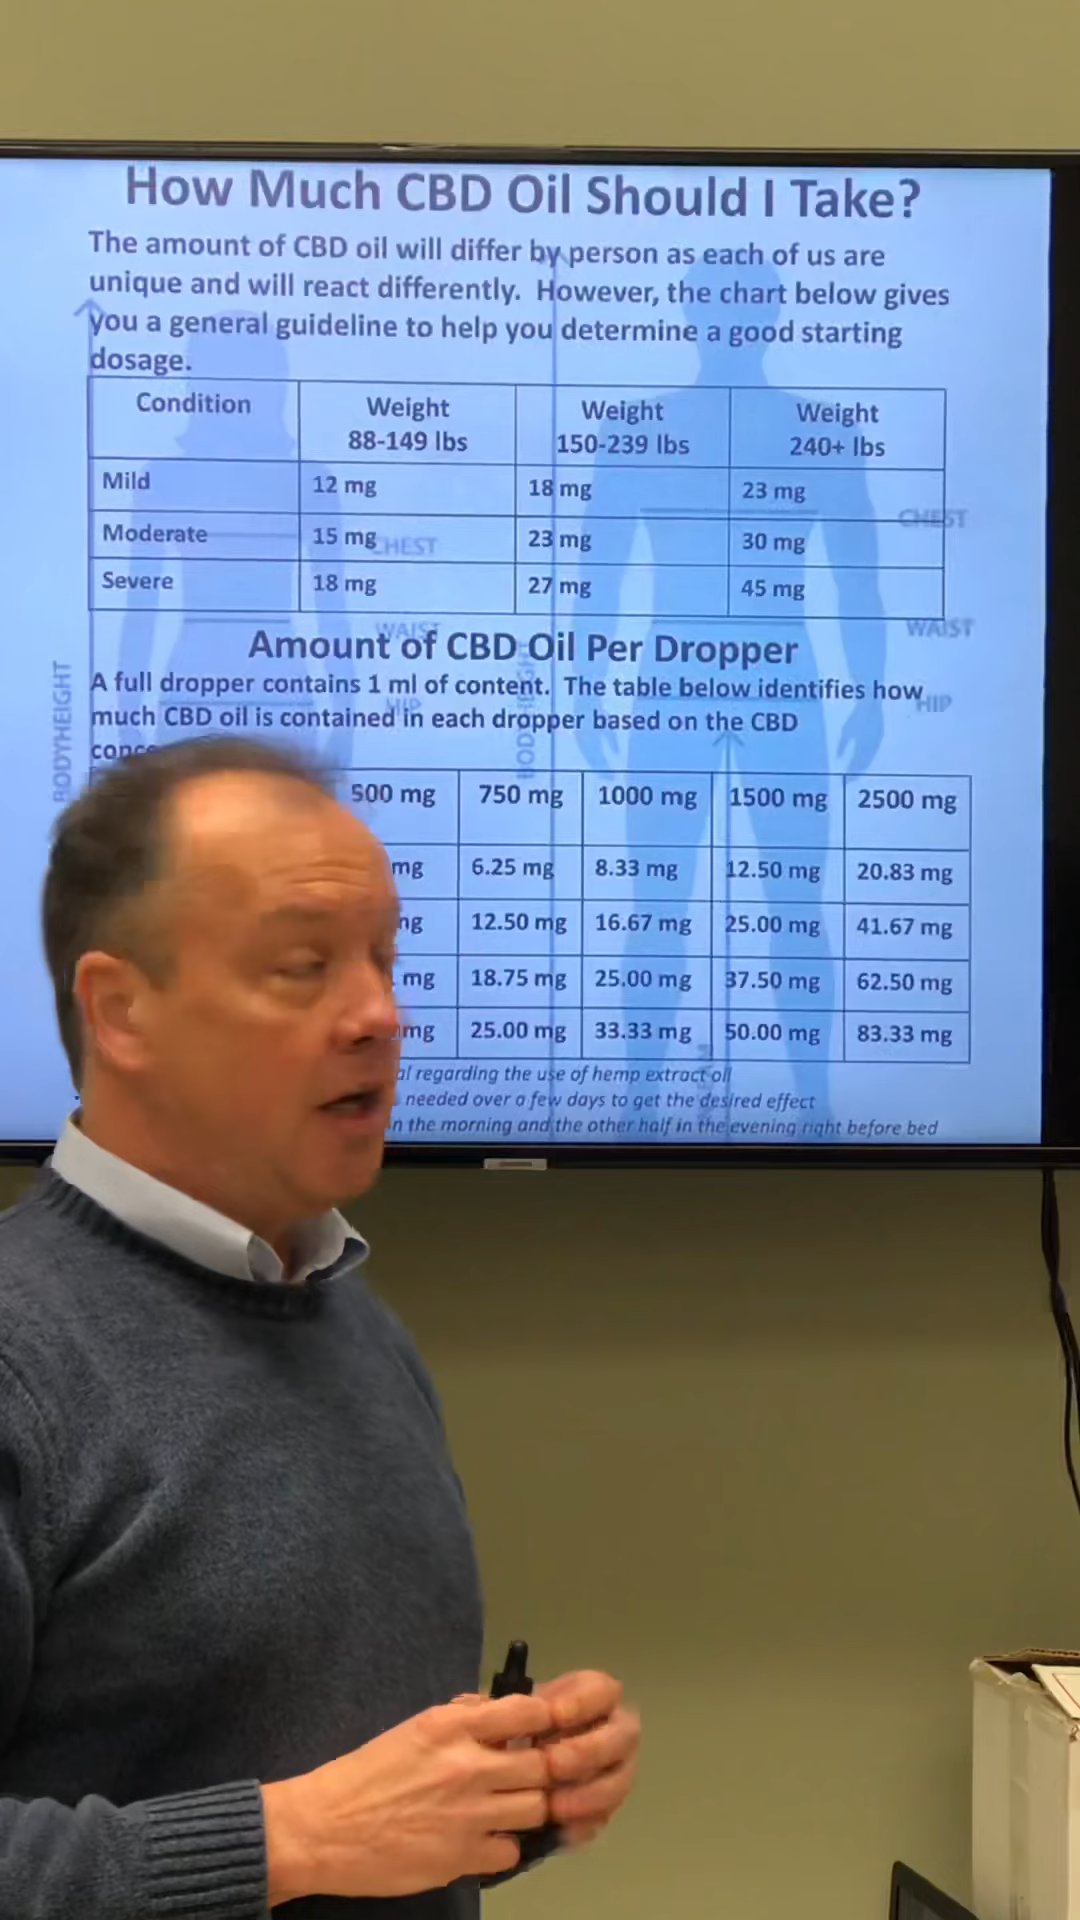 How Much CBD Oil Should I Take?
The amount of CBD oil will differ by person as each of us are
unique and will react differently. However, the chart below gives
you a general guideline to help you determine a good starting
dosage.
Condition Weight 88-149 lbs Weight 150-239 lbs Weight 240+ lbs
Mild 12 mg 18 mg 23 mg
Moderate 15 mg 23 mg 30 mg
Severe 18 mg 27 mg 45 mg
CHEST
CHEST
WAIST
WAIST
HIP
HIP
BODYHEIGHT
BODYHEIGHT
Amount of CBD Oil Per Dropper
A full dropper contains 1 ml of content. The table below identifies how
much CBD oil is contained in each dropper based on the CBD
500 mg 750 mg 1000 mg 1500 mg 2500 mg
mg 6.25 mg 8.33 mg 12.50 mg 20.83 mg
mg 12.50 mg 16.67 mg 25.00 mg 41.67 mg
mg 18.75 mg 25.00 mg 37.50 mg 62.50 mg
mg 25.00 mg 33.33 mg 50.00 mg 83.33 mg
regarding the use of hemp extract oil
needed over a few days to get the desired effect
in the morning and the other half in the evening right before bed